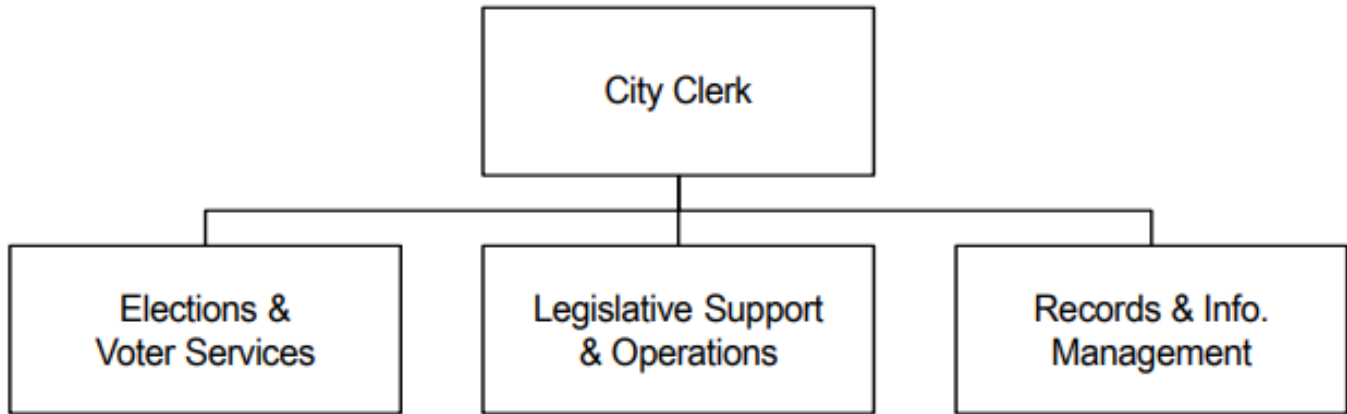 City Clerk
Elections &
Voter Services
Legislative Support
& Operations
Records & Info.
Management